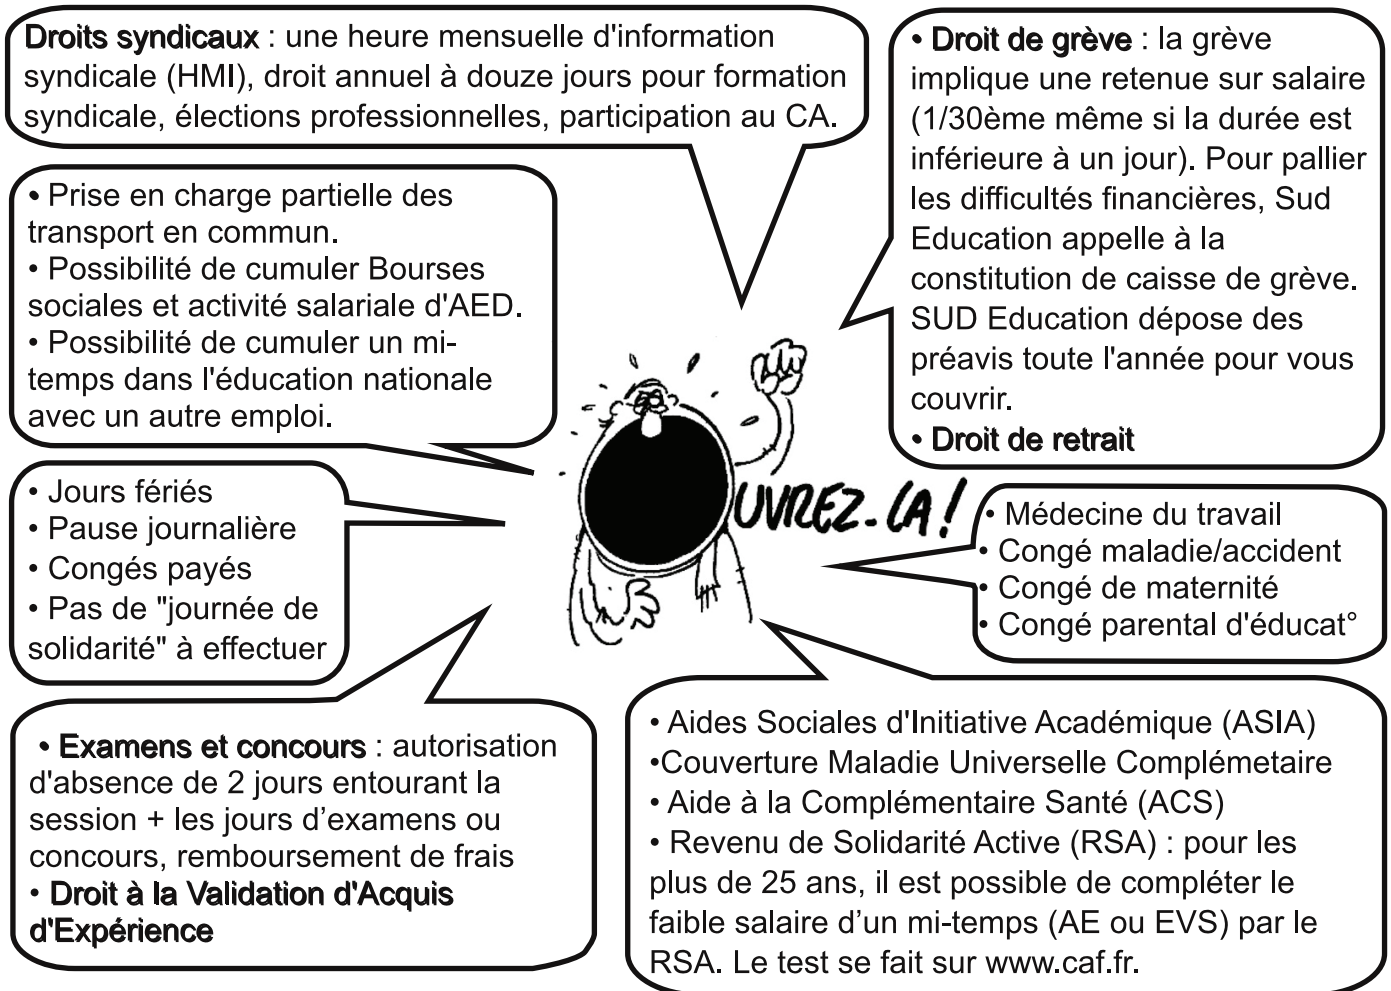 Droits syndicaux : une heure mensuelle d'information
syndicale (HMI), droit annuel à douze jours pour formation
syndicale, élections professionnelles, participation au CA.
• Droit de grève : la grève
implique une retenue sur salaire
(1/30ème même si la durée est
inférieure à un jour). Pour pallier
les difficultés financières, Sud
Education appelle à la
constitution de caisse de grève.
SUD Education dépose des
préavis toute l'année pour vous
couvrir.
• Droit de retrait
• Prise en charge partielle des
transport en commun.
• Possibilité de cumuler Bourses
sociales et activité salariale d'AED.
• Possibilité de cumuler un mi-
temps dans l'éducation nationale
avec un autre emploi.
• Jours fériés
• Pause journalière
• Congés payés
• Pas de "journée de
solidarité" à effectuer
OUVREZ-LA !
• Médecine du travail
• Congé maladie/accident
• Congé de maternité
• Congé parental d'éducat°
• Examens et concours : autorisation
d'absence de 2 jours entourant la
session + les jours d’examens ou
concours, remboursement de frais
• Droit à la Validation d'Acquis
d'Expérience
• Aides Sociales d'Initiative Académique (ASIA)
•Couverture Maladie Universelle Complémetaire
• Aide à la Complémentaire Santé (ACS)
• Revenu de Solidarité Active (RSA) : pour les
plus de 25 ans, il est possible de compléter le
faible salaire d’un mi-temps (AE ou EVS) par le
RSA. Le test se fait sur www.caf.fr.